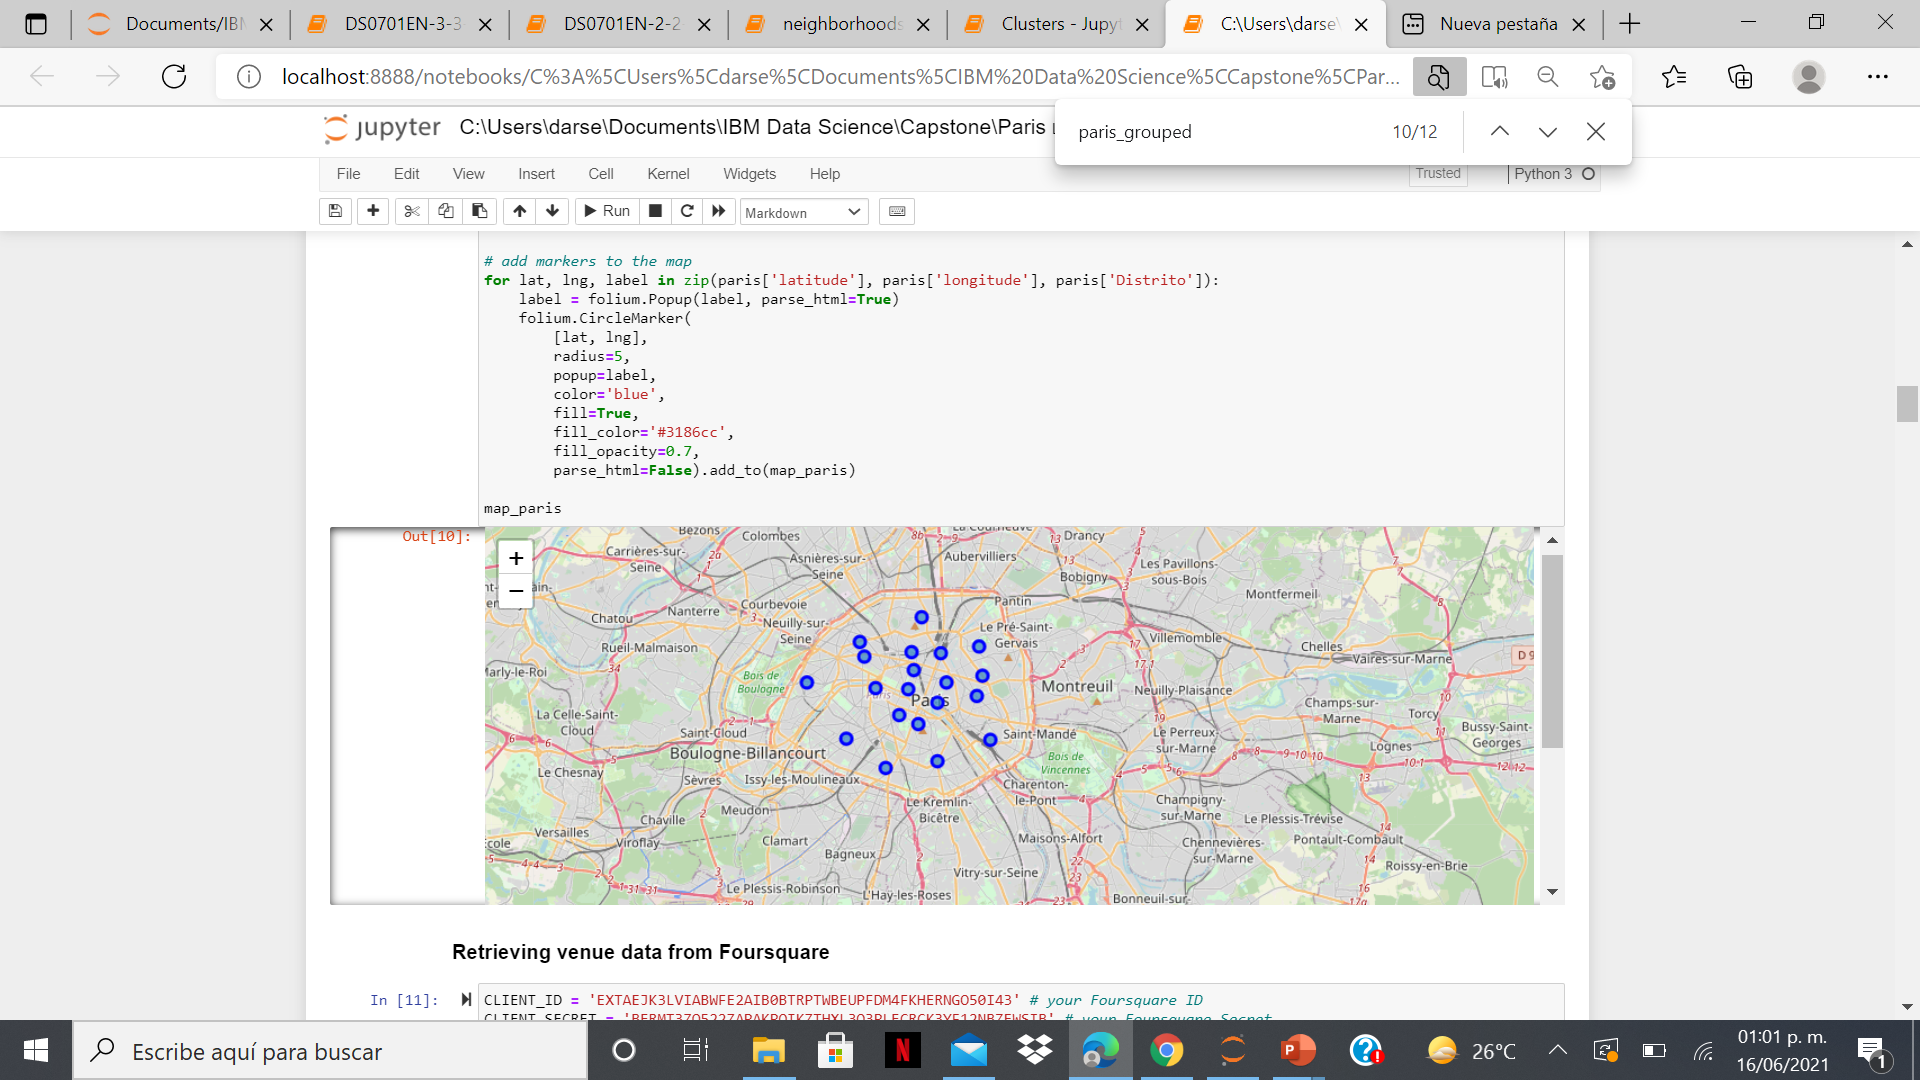 Documents/IBM
DS0701EN-3-3-
DS0701EN-2-2-
neighborhoods
Clusters - Jupyt
C:\Users\darse\
Nueva pestaña
localhost:8888/notebooks/C%3A%5CUsers%5Cdarse%5CDocuments%5CIBM%20Data%20Science%5CCapstone%5CPar...
jupyter C:\Users\darse\Documents\IBM Data Science\Capstone\Paris
paris_grouped 10/12
File Edit View Insert Cell Kernel Widgets Help
Trusted Python 3
Run Markdown
# add markers to the map
for lat, lng, label in zip(paris['latitude'], paris['longitude'], paris['Distrito']):
    label = folium.Popup(label, parse_html=True)
    folium.CircleMarker(
        [lat, lng],
        radius=5,
        popup=label,
        color='blue',
        fill=True,
        fill_color='#3186cc',
        fill_opacity=0.7,
        parse_html=False).add_to(map_paris)
map_paris
Out[10]:
+
−
Bezons
Colombes
La Courneuve
Drancy
Carrières-sur-
Seine
Asnières-sur-
Seine
Aubervilliers
Bobigny
Les Pavillons-
sous-Bois
Montfermeil
Chatou
Nanterre
Courbevoie
Neuilly-sur-
Seine
Pantin
Le Pré-Saint-
Gervais
Villemomble
Chelles
Vaires-sur-Marne
Rueil-Malmaison
Marly-le-Roi
Bois de
Boulogne
Paris
Paris
Montreuil
Neuilly-Plaisance
Champs-sur-
Marne
Torcy
Bussy-Saint-
Georges
La Celle-Saint-
Cloud
Saint-Cloud
Boulogne-Billancourt
Saint-Mandé
Le Perreux-
sur-Marne
Lognes
Bois de
Vincennes
Le Chesnay
Sèvres
Issy-les-Moulineaux
Charenton-
le-Pont
Meudon
Le Kremlin-
Bicêtre
Champigny-
sur-Marne
Le Plessis-Trévise
Chaville
Versailles
Viroflay
Clamart
Bagneux
Maisons-Alfort
Chennevières-
sur-Marne
Pontault-Combault
Roissy-en-Brie
Vitry-sur-Seine
Le Plessis-Robinson
L'Haÿ-les-Roses
Bonneuil-sur-
Retrieving venue data from Foursquare
In [11]:
CLIENT_ID = 'EXTAEJK3LVIABWFE2AIB0BTRPTWBEUPFDM4FKHERNGO50I43' # your Foursquare ID
Escribe aquí para buscar
26°C
01:01 p. m.
16/06/2021
1